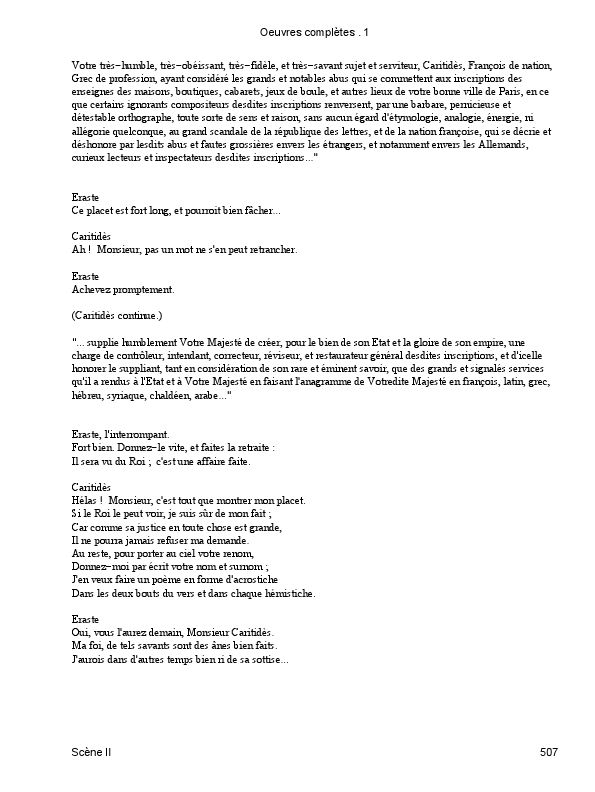 Oeuvres complètes . 1
Votre très−humble, très−obéissant, très−fidèle, et très−savant sujet et serviteur, Caritidès, François de nation,
Grec de profession, ayant considéré les grands et notables abus qui se commettent aux inscriptions des
enseignes des maisons, boutiques, cabarets, jeux de boule, et autres lieux de votre bonne ville de Paris, en ce
que certains ignorants compositeurs desdites inscriptions renversent, par une barbare, pernicieuse et
détestable orthographe, toute sorte de sens et raison, sans aucun égard d'étymologie, analogie, énergie, ni
allégorie quelconque, au grand scandale de la république des lettres, et de la nation françoise, qui se décrie et
déshonore par lesdits abus et fautes grossières envers les étrangers, et notamment envers les Allemands,
curieux lecteurs et inspectateurs desdites inscriptions..."
Eraste
Ce placet est fort long, et pourroit bien fâcher...
Caritidès
Ah ! Monsieur, pas un mot ne s'en peut retrancher.
Eraste
Achevez promptement.
(Caritidès continue.)
"... supplie humblement Votre Majesté de créer, pour le bien de son Etat et la gloire de son empire, une
charge de contrôleur, intendant, correcteur, réviseur, et restaurateur général desdites inscriptions, et d'icelle
honorer le suppliant, tant en considération de son rare et éminent savoir, que des grands et signalés services
qu'il a rendus à l'Etat et à Votre Majesté en faisant l'anagramme de Votredite Majesté en françois, latin, grec,
hébreu, syriaque, chaldéen, arabe..."
Eraste, l'interrompant.
Fort bien. Donnez−le vite, et faites la retraite :
Il sera vu du Roi ; c'est une affaire faite.
Caritidès
Hélas ! Monsieur, c'est tout que montrer mon placet.
Si le Roi le peut voir, je suis sûr de mon fait ;
Car comme sa justice en toute chose est grande,
Il ne pourra jamais refuser ma demande.
Au reste, pour porter au ciel votre renom,
Donnez−moi par écrit votre nom et surnom ;
J'en veux faire un poème en forme d'acrostiche
Dans les deux bouts du vers et dans chaque hémistiche.
Eraste
Oui, vous l'aurez demain, Monsieur Caritidès.
Ma foi, de tels savants sont des ânes bien faits.
J'aurois dans d'autres temps bien ri de sa sottise...
Scène II 507